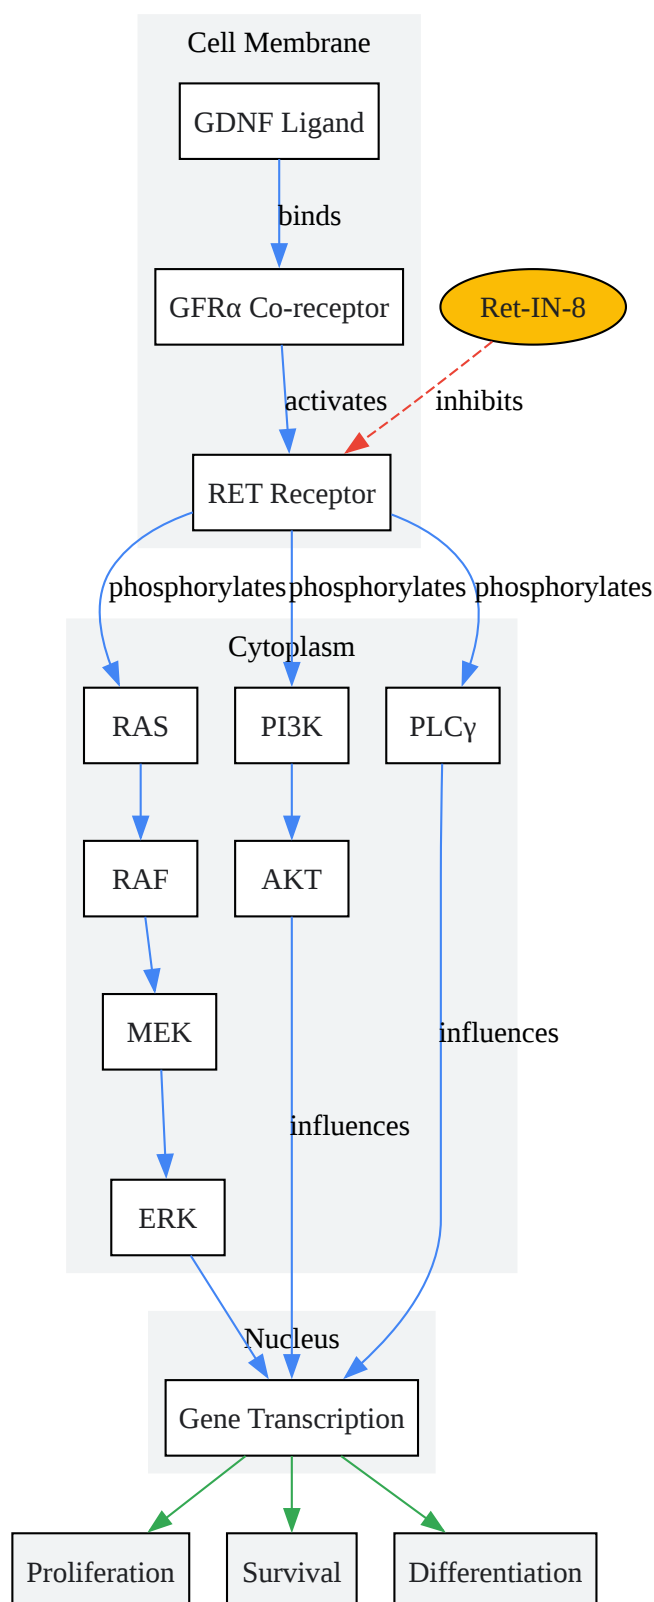 Cell Membrane
GDNF Ligand
binds
GFRα Co-receptor
Ret-IN-8
activates
inhibits
RET Receptor
phosphorylates
phosphorylates
phosphorylates
Cytoplasm
RAS
PI3K
PLCγ
RAF
AKT
MEK
influences
influences
ERK
Nucleus
Gene Transcription
Proliferation
Survival
Differentiation